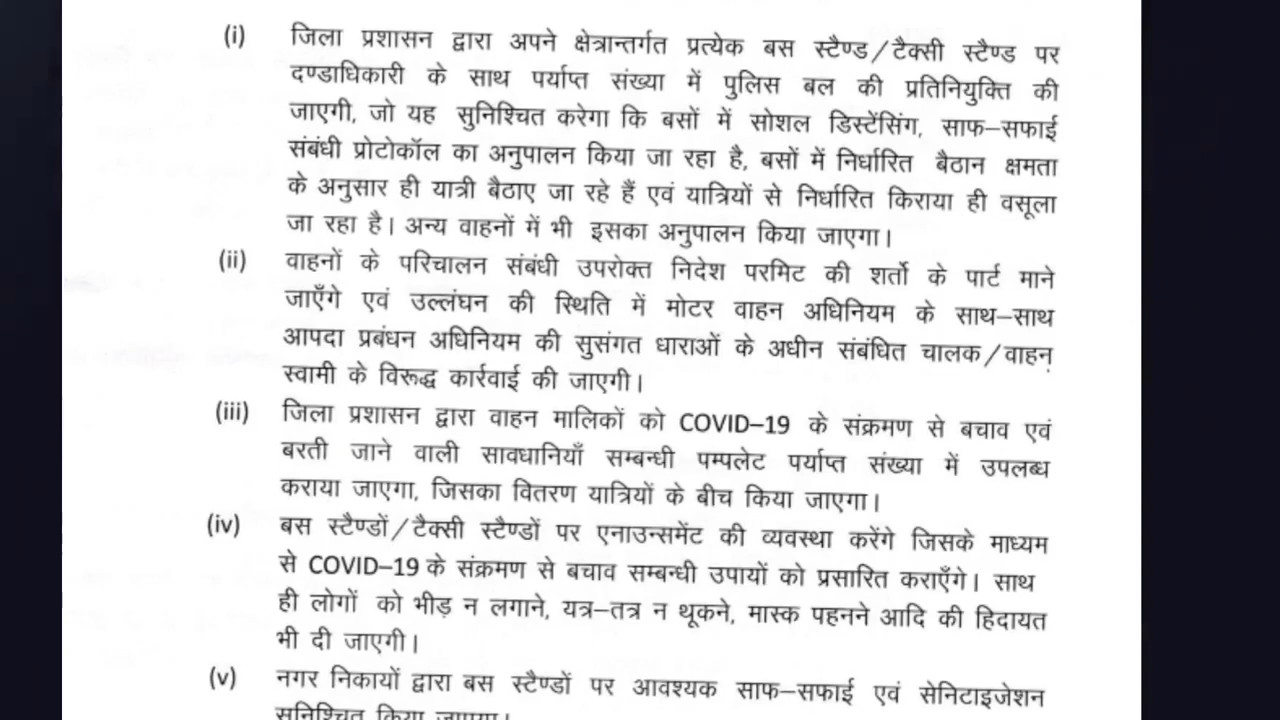 (i) जिला प्रशासन द्वारा अपने क्षेत्रान्तर्गत प्रत्येक बस स्टैण्ड/टैक्सी स्टैण्ड पर
दण्डाधिकारी के साथ पर्याप्त संख्या में पुलिस बल की प्रतिनियुक्ति की
जाएगी, जो यह सुनिश्चित करेगा कि बसों में सोशल डिस्टेंसिंग, साफ–सफाई
संबंधी प्रोटोकॉल का अनुपालन किया जा रहा है, बसों में निर्धारित बैठान क्षमता
के अनुसार ही यात्री बैठाए जा रहे हैं एवं यात्रियों से निर्धारित किराया ही वसूला
जा रहा है। अन्य वाहनों में भी इसका अनुपालन किया जाएगा।
(ii) वाहनों के परिचालन संबंधी उपरोक्त निदेश परमिट की शर्तो के पार्ट माने
जाएँगे एवं उल्लंघन की स्थिति में मोटर वाहन अधिनियम के साथ–साथ
आपदा प्रबंधन अधिनियम की सुसंगत धाराओं के अधीन संबंधित चालक/वाहन
स्वामी के विरूद्ध कार्रवाई की जाएगी।
(iii) जिला प्रशासन द्वारा वाहन मालिकों को COVID–19 के संक्रमण से बचाव एवं
बरती जाने वाली सावधानियाँ सम्बन्धी पम्पलेट पर्याप्त संख्या में उपलब्ध
कराया जाएगा, जिसका वितरण यात्रियों के बीच किया जाएगा।
(iv) बस स्टैण्डों/टैक्सी स्टैण्डों पर एनाउन्समेंट की व्यवस्था करेंगे जिसके माध्यम
से COVID–19 के संक्रमण से बचाव सम्बन्धी उपायों को प्रसारित कराएँगे। साथ
ही लोगों को भीड़ न लगाने, यत्र–तत्र न थूकने, मास्क पहनने आदि की हिदायत
भी दी जाएगी।
(v) नगर निकायों द्वारा बस स्टैण्डों पर आवश्यक साफ–सफाई एवं सेनिटाइजेशन
सुनिश्चित किया जाएगा।